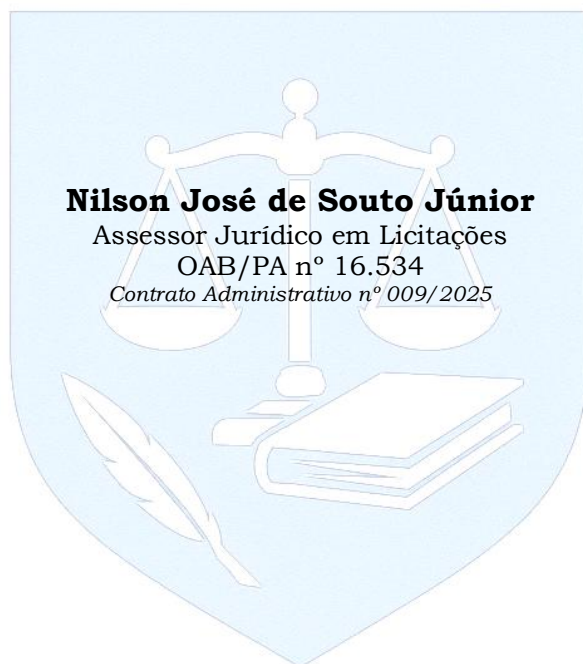 Nilson José de Souto Júnior
Assessor Jurídico em Licitações
OAB/PA nº 16.534
Contrato Administrativo nº 009/2025